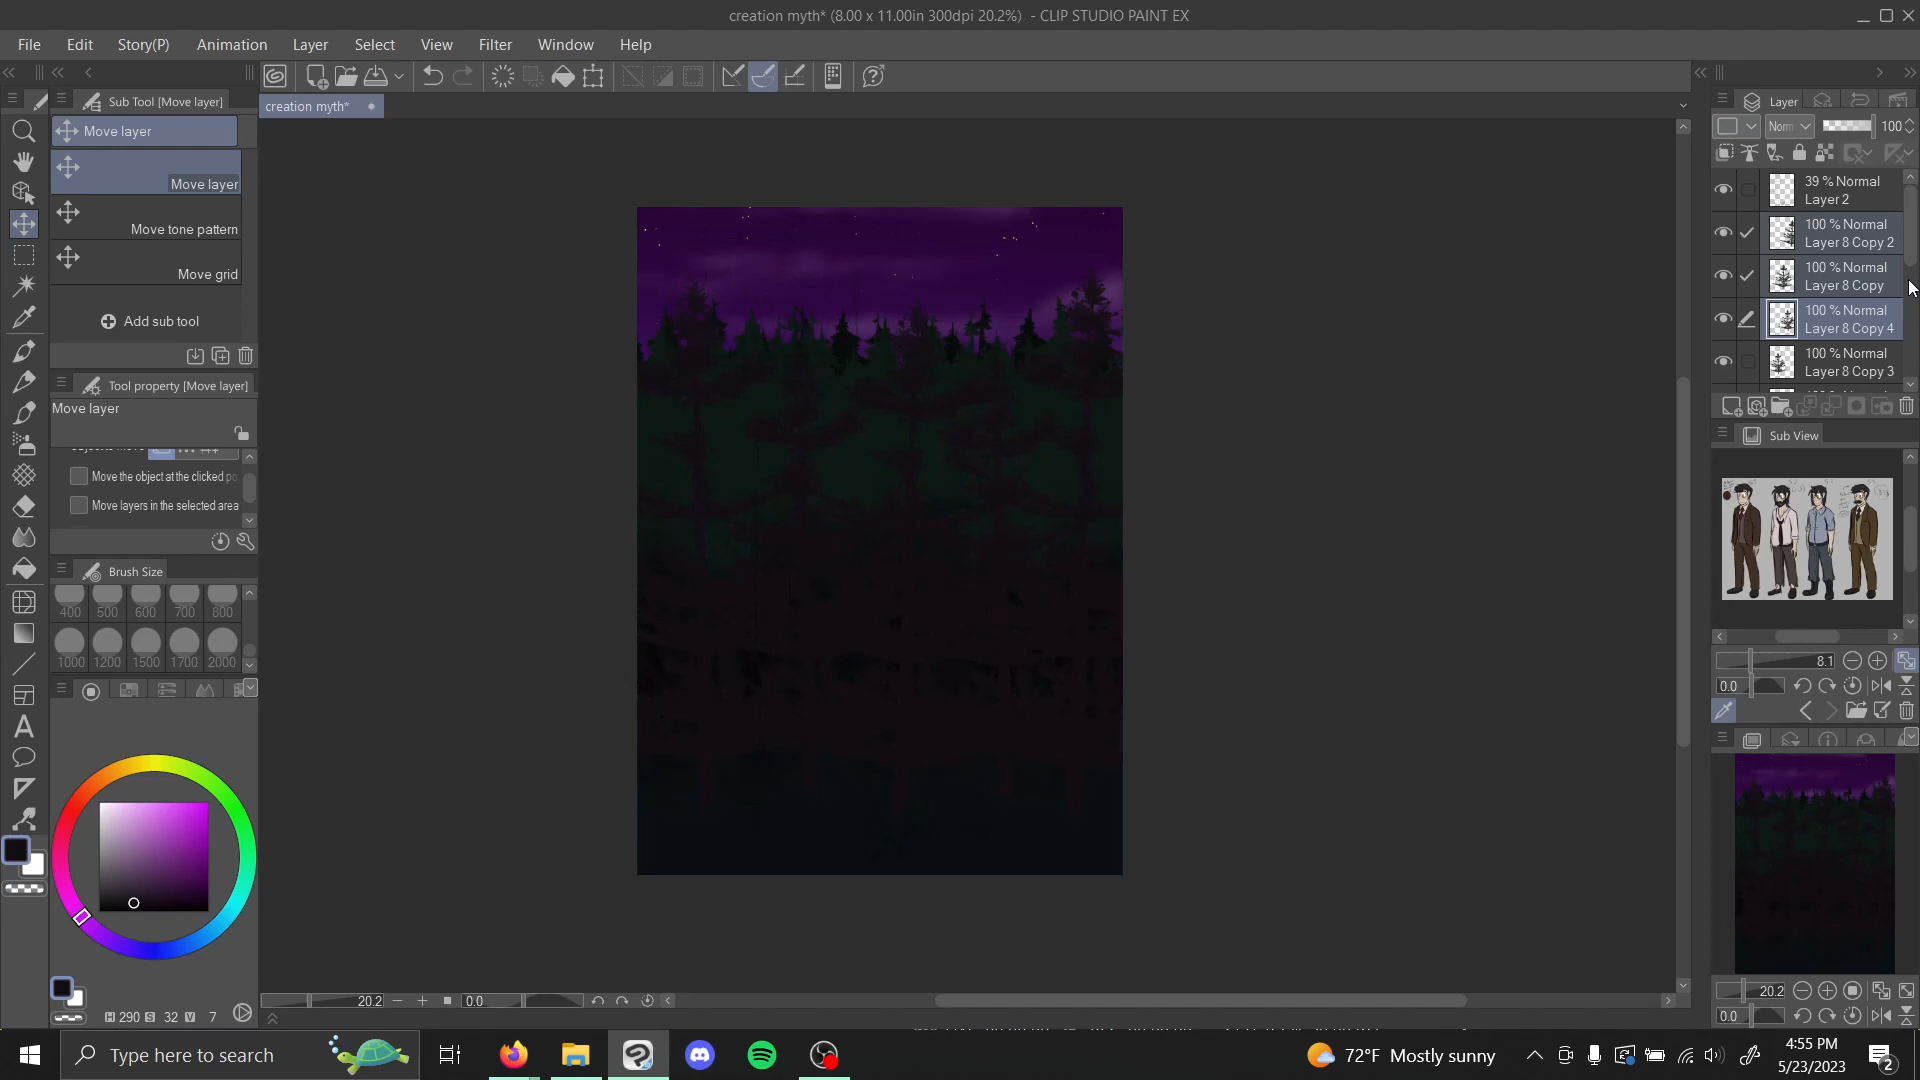 creation myth* (8.00 x 11.00in 300dpi 20.2%) - CLIP STUDIO PAINT EX
File Edit Story(P) Animation Layer Select View Filter Window Help
Sub Tool [Move layer]
creation myth*
Layer
Move layer
Norm 100
Move layer
Move tone pattern
Move grid
Add sub tool
39 % Normal
Layer 2
100 % Normal
Layer 8 Copy 2
100 % Normal
Layer 8 Copy
100 % Normal
Layer 8 Copy 4
100 % Normal
Layer 8 Copy 3
Tool property [Move layer]
Move layer
Move the object at the clicked po
Move layers in the selected area
Sub View
Brush Size
400 500 600 700 800
1000 1200 1500 1700 2000
8.1
0.0
H 290 S 32 V 7
20.2 0.0
20.2
0.0
Type here to search
72°F Mostly sunny
4:55 PM
5/23/2023
2